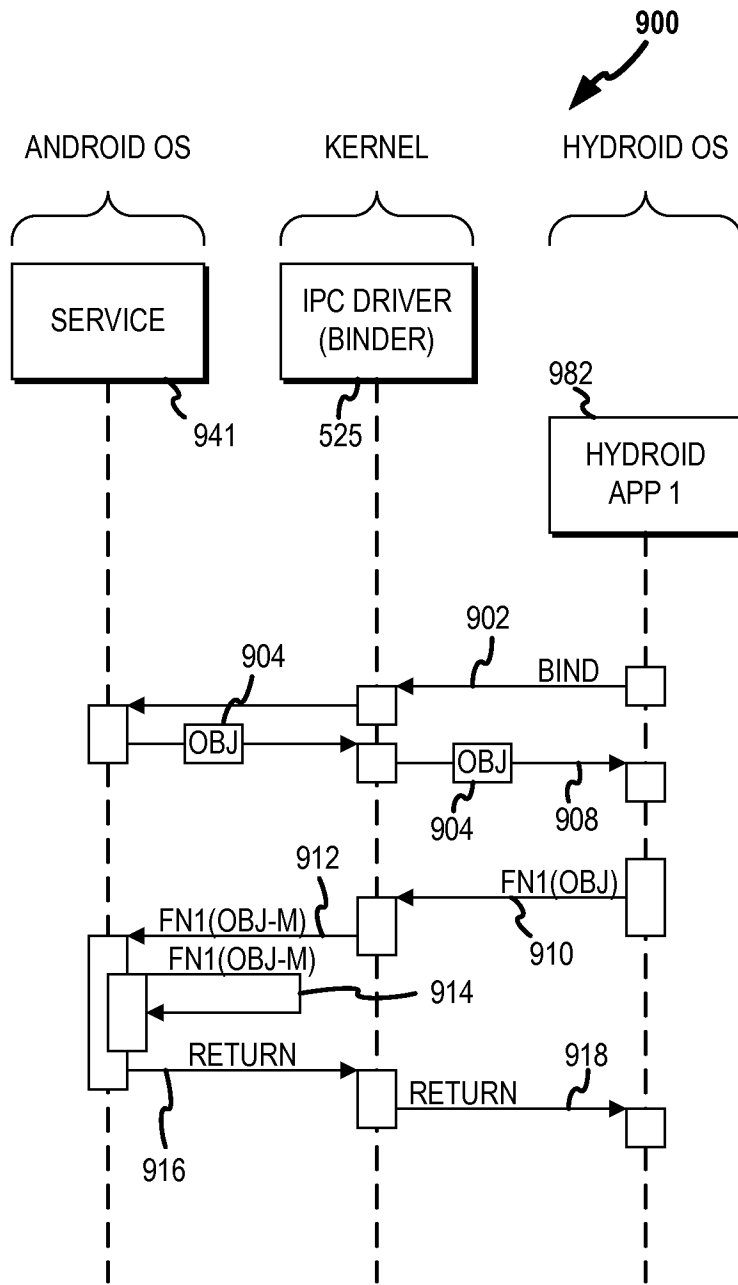 900
ANDROID OS
KERNEL
HYDROID OS
SERVICE
IPC DRIVER
(BINDER)
941
525
982
HYDROID
APP 1
902
BIND
904
OBJ
OBJ
904
908
912
FN1(OBJ)
FN1(OBJ-M)
910
FN1(OBJ-M)
914
RETURN
918
RETURN
916